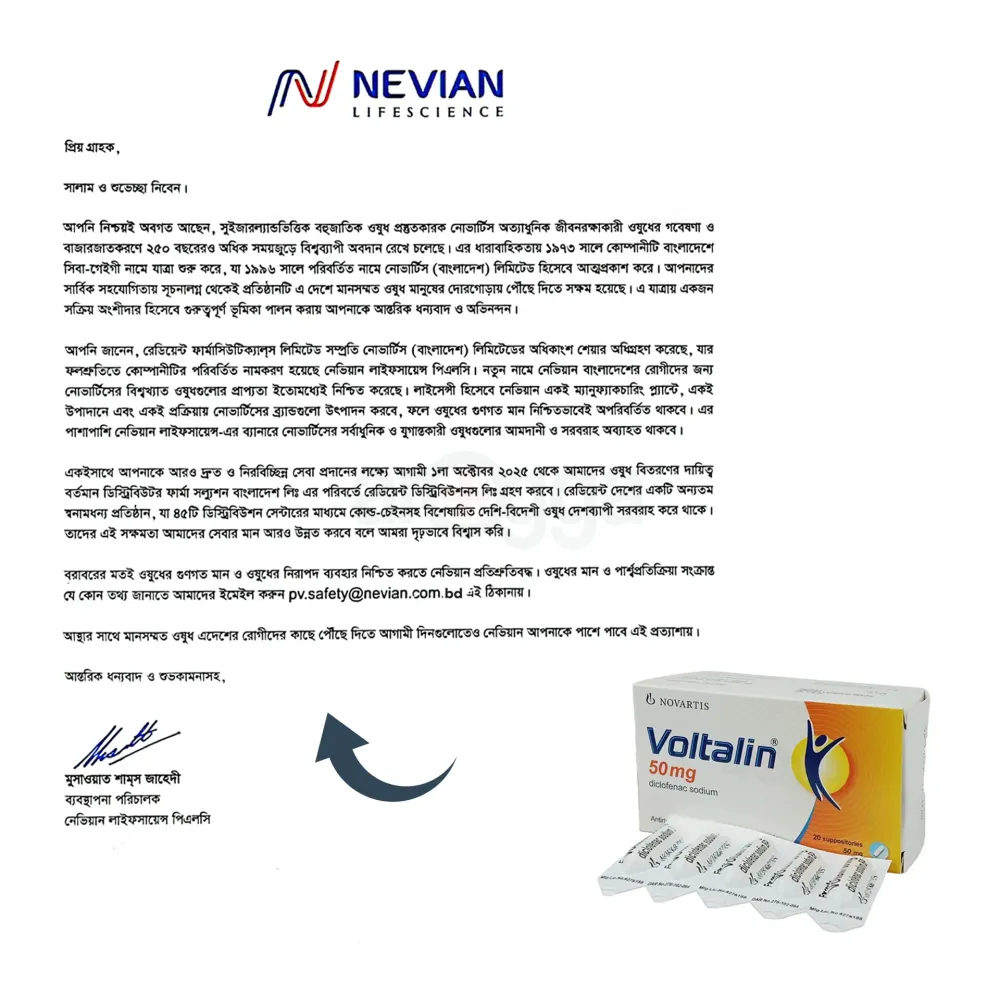 NEVIAN
LIFESCIENCE
প্রিয় গ্রাহক,
সালাম ও শুভেচ্ছা নিবেন।
আপনি নিশ্চয়ই অবগত আছেন, সুইজারল্যান্ডভিত্তিক বহুজাতিক ওষুধ প্রস্তুতকারক নোভার্টিস অত্যাধুনিক জীবনরক্ষাকারী ওষুধের গবেষণা ও
বাজারজাতকরণে ২৫০ বছরেরও অধিক সময়জুড়ে বিশ্বব্যাপী অবদান রেখে চলেছে। এর ধারাবাহিকতায় ১৯৭৩ সালে কোম্পানীটি বাংলাদেশে
সিবা-গেইগী নামে যাত্রা শুরু করে, যা ১৯৯৬ সালে পরিবর্তিত নামে নোভার্টিস (বাংলাদেশ) লিমিটেড হিসেবে আত্মপ্রকাশ করে। আপনাদের
সার্বিক সহযোগিতায় সূচনালগ্ন থেকেই প্রতিষ্ঠানটি এ দেশে মানসম্মত ওষুধ মানুষের দোরগোড়ায় পৌঁছে দিতে সক্ষম হয়েছে। এ যাত্রায় একজন
সক্রিয় অংশীদার হিসেবে গুরুত্বপূর্ণ ভূমিকা পালন করায় আপনাকে আন্তরিক ধন্যবাদ ও অভিনন্দন।
আপনি জানেন, রেডিয়েন্ট ফার্মাসিউটিক্যাল্‌স লিমিটেড সম্প্রতি নোভার্টিস (বাংলাদেশ) লিমিটেডের অধিকাংশ শেয়ার অধিগ্রহণ করেছে, যার
ফলশ্রুতিতে কোম্পানীটির পরিবর্তিত নামকরণ হয়েছে নেভিয়ান লাইফসায়েন্স পিএলসি। নতুন নামে নেভিয়ান বাংলাদেশের রোগীদের জন্য
নোভার্টিসের বিশ্বখ্যাত ওষুধগুলোর প্রাপ্যতা ইতোমধ্যেই নিশ্চিত করেছে। লাইসেন্সী হিসেবে নেভিয়ান একই ম্যানুফ্যাকচারিং প্ল্যান্টে, একই
উপাদানে এবং একই প্রক্রিয়ায় নোভার্টিসের ব্র্যান্ডগুলো উৎপাদন করবে, ফলে ওষুধের গুণগত মান নিশ্চিতভাবেই অপরিবর্তিত থাকবে। এর
পাশাপাশি নেভিয়ান লাইফসায়েন্স-এর ব্যানারে নোভার্টিসের সর্বাধুনিক ও যুগান্তকারী ওষুধগুলোর আমদানী ও সরবরাহ অব্যাহত থাকবে।
একইসাথে আপনাকে আরও দ্রুত ও নিরবিচ্ছিন্ন সেবা প্রদানের লক্ষ্যে আগামী ১লা অক্টোবর ২০২৫ থেকে আমাদের ওষুধ বিতরণের দায়িত্ব
বর্তমান ডিস্ট্রিবিউটর ফার্মা সল্যুশন বাংলাদেশ লিঃ এর পরিবর্তে রেডিয়েন্ট ডিস্ট্রিবিউশনস লিঃ গ্রহণ করবে। রেডিয়েন্ট দেশের একটি অন্যতম
স্বনামধন্য প্রতিষ্ঠান, যা ৪৫টি ডিস্ট্রিবিউশন সেন্টারের মাধ্যমে কোল্ড-চেইনসহ বিশেষায়িত দেশি-বিদেশী ওষুধ দেশব্যাপী সরবরাহ করে থাকে।
তাদের এই সক্ষমতা আমাদের সেবার মান আরও উন্নত করবে বলে আমরা দৃঢ়ভাবে বিশ্বাস করি।
বরাবরের মতই ওষুধের গুণগত মান ও ওষুধের নিরাপদ ব্যবহার নিশ্চিত করতে নেভিয়ান প্রতিশ্রুতিবদ্ধ। ওষুধের মান ও পার্শ্বপ্রতিক্রিয়া সংক্রান্ত
যে কোন তথ্য জানাতে আমাদের ইমেইল করুন pv.safety@nevian.com.bd এই ঠিকানায়।
আস্থার সাথে মানসম্মত ওষুধ এদেশের রোগীদের কাছে পৌঁছে দিতে আগামী দিনগুলোতেও নেভিয়ান আপনাকে পাশে পাবে এই প্রত্যাশায়।
আন্তরিক ধন্যবাদ ও শুভকামনাসহ,
মুসাওয়াত শাম্‌স জাহেদী
ব্যবস্থাপনা পরিচালক
নেভিয়ান লাইফসায়েন্স পিএলসি
NOVARTIS
Voltalin®
50 mg
diclofenac sodium
20 suppositories
50 mg